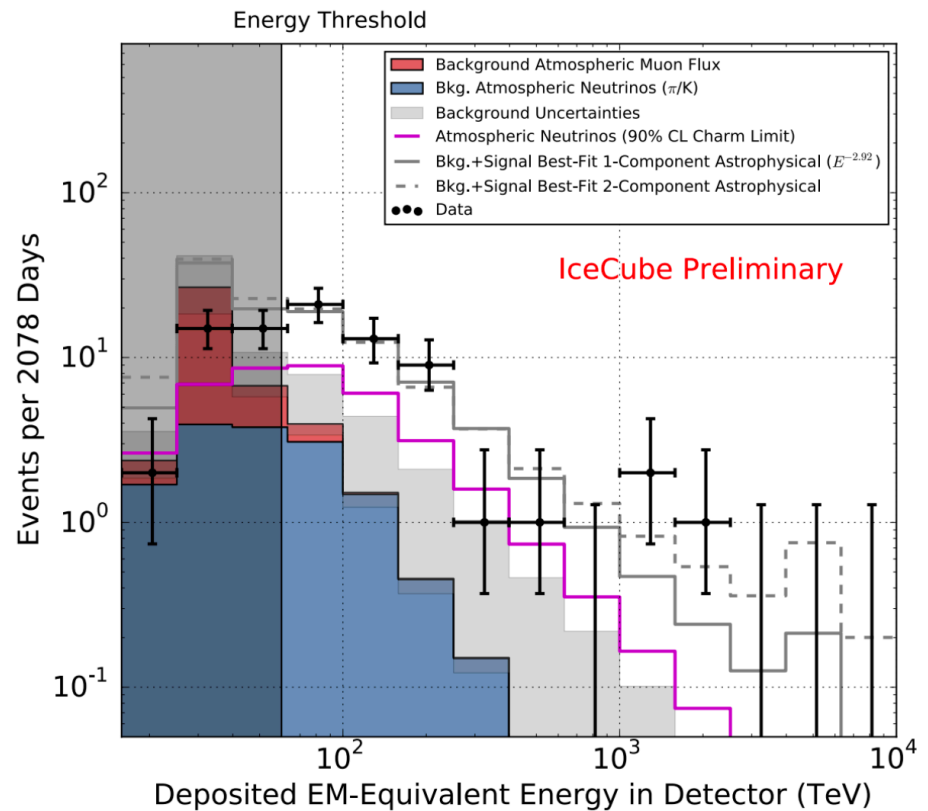 Energy Threshold
Background Atmospheric Muon Flux
Bkg. Atmospheric Neutrinos (π/K)
Background Uncertainties
Atmospheric Neutrinos (90% CL Charm Limit)
Bkg.+Signal Best-Fit 1-Component Astrophysical (E^{-2.92})
Bkg.+Signal Best-Fit 2-Component Astrophysical
Data
IceCube Preliminary
Events per 2078 Days
10^2
10^1
10^0
10^{-1}
10^2
10^3
10^4
Deposited EM-Equivalent Energy in Detector (TeV)